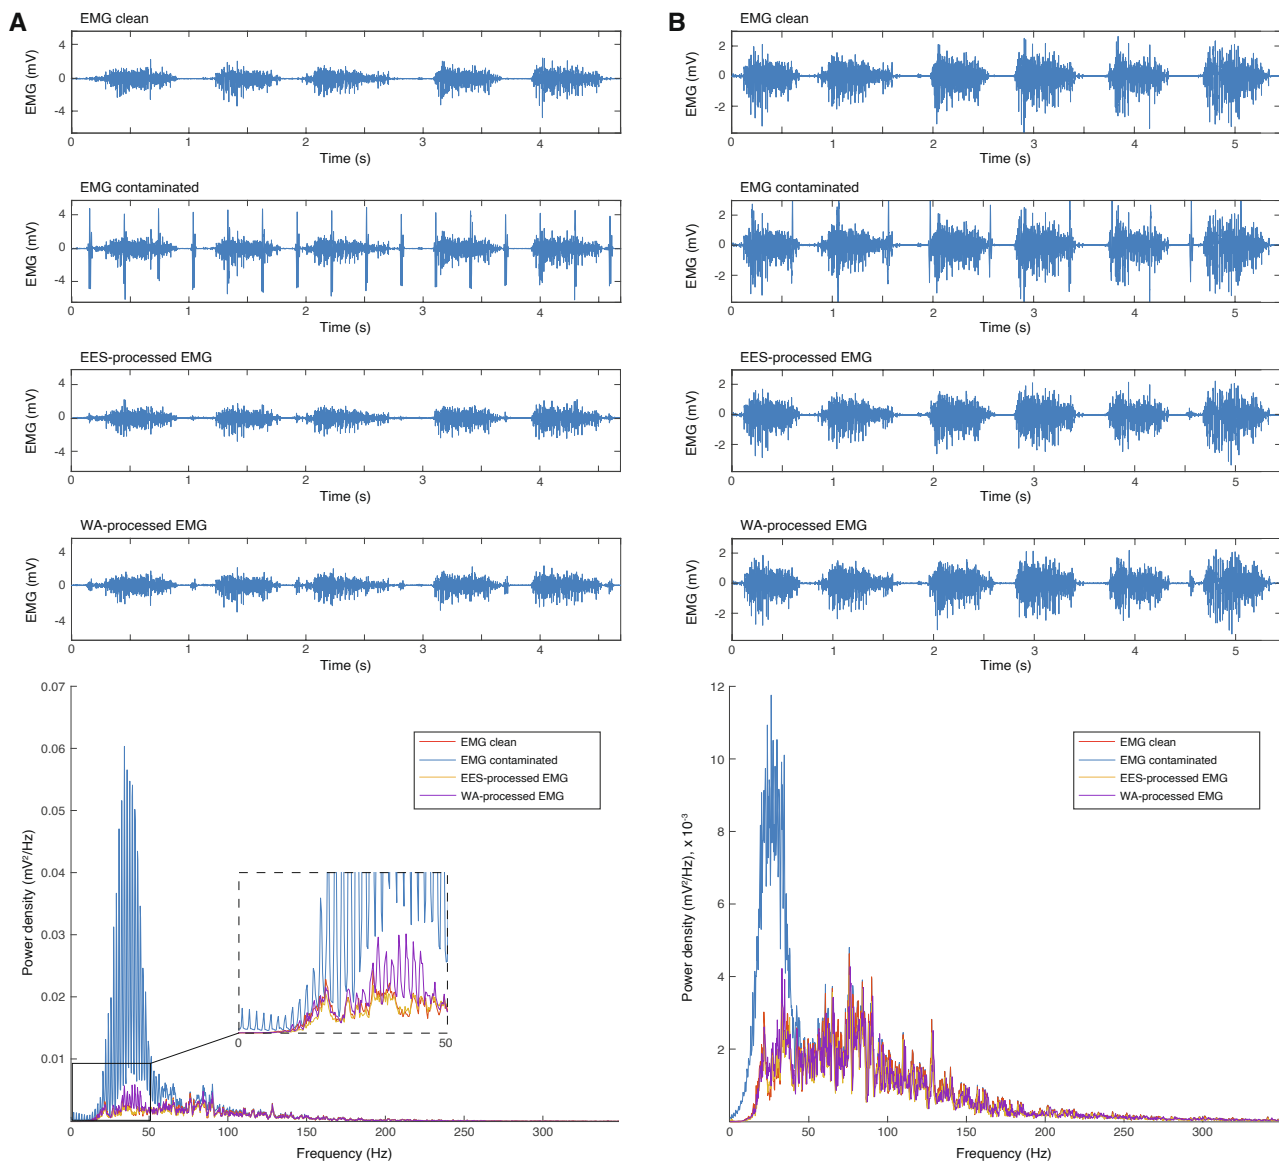 A
EMG clean
EMG (mV)
4
0
-4
0 1 2 3 4
Time (s)
EMG contaminated
EMG (mV)
4
0
-4
0 1 2 3 4
Time (s)
EES-processed EMG
EMG (mV)
4
0
-4
0 1 2 3 4
Time (s)
WA-processed EMG
EMG (mV)
4
0
-4
0 1 2 3 4
Time (s)
Power density (mV²/Hz)
0.07
0.06
0.05
0.04
0.03
0.02
0.01
0 50 100 150 200 250 300
Frequency (Hz)
EMG clean
EMG contaminated
EES-processed EMG
WA-processed EMG
0 50
B
EMG clean
EMG (mV)
2
0
-2
0 1 2 3 4 5
Time (s)
EMG contaminated
EMG (mV)
2
0
-2
0 1 2 3 4 5
Time (s)
EES-processed EMG
EMG (mV)
2
0
-2
0 1 2 3 4 5
Time (s)
WA-processed EMG
EMG (mV)
2
0
-2
0 1 2 3 4 5
Time (s)
Power density (mV²/Hz), x 10⁻³
12
10
8
6
4
2
0 50 100 150 200 250 300
Frequency (Hz)
EMG clean
EMG contaminated
EES-processed EMG
WA-processed EMG